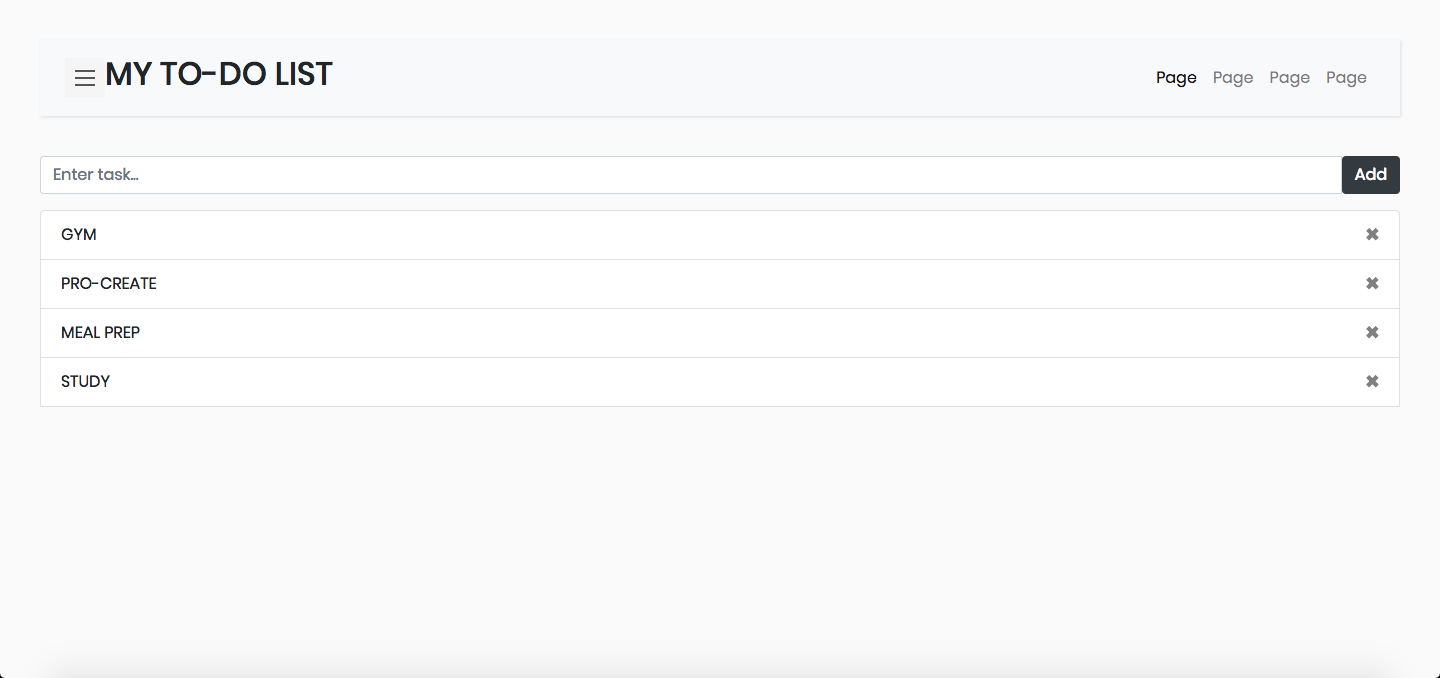 MY TO-DO LIST
Page Page Page Page
Enter task...
Add
GYM
PRO-CREATE
MEAL PREP
STUDY